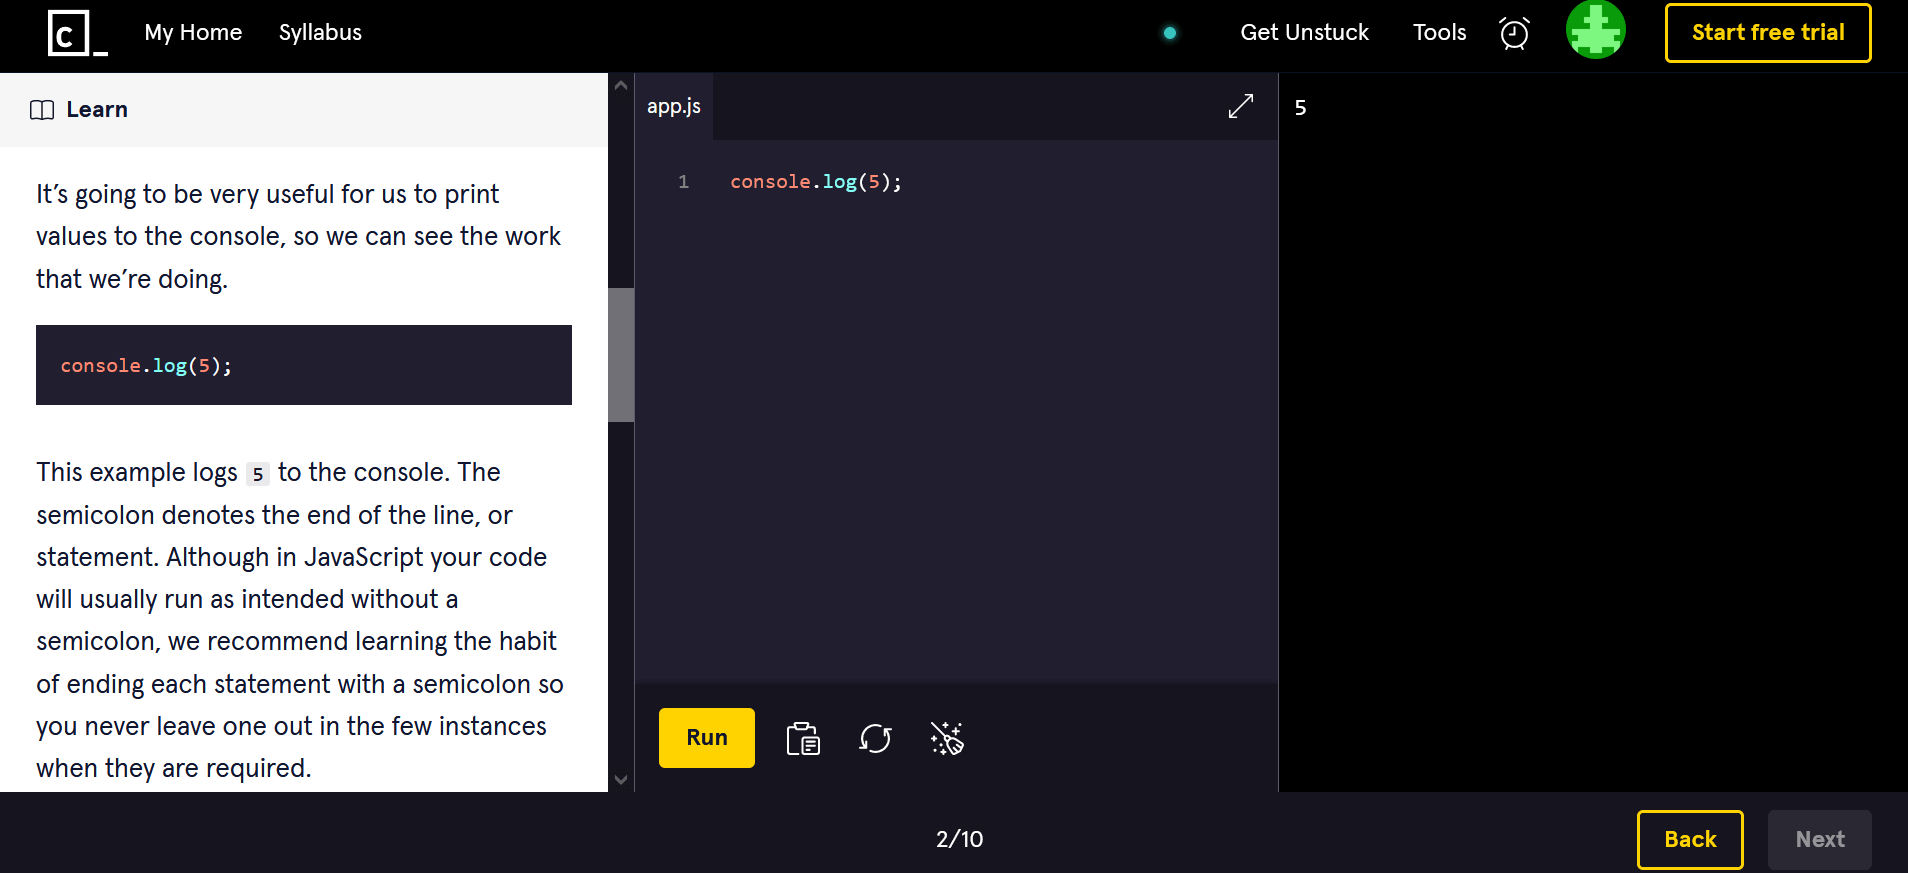 C_
My Home
Syllabus
Get Unstuck
Tools
Start free trial
Learn
It’s going to be very useful for us to print
values to the console, so we can see the work
that we’re doing.
console.log(5);
This example logs 5 to the console. The
semicolon denotes the end of the line, or
statement. Although in JavaScript your code
will usually run as intended without a
semicolon, we recommend learning the habit
of ending each statement with a semicolon so
you never leave one out in the few instances
when they are required.
app.js
1 console.log(5);
Run
5
2/10
Back
Next